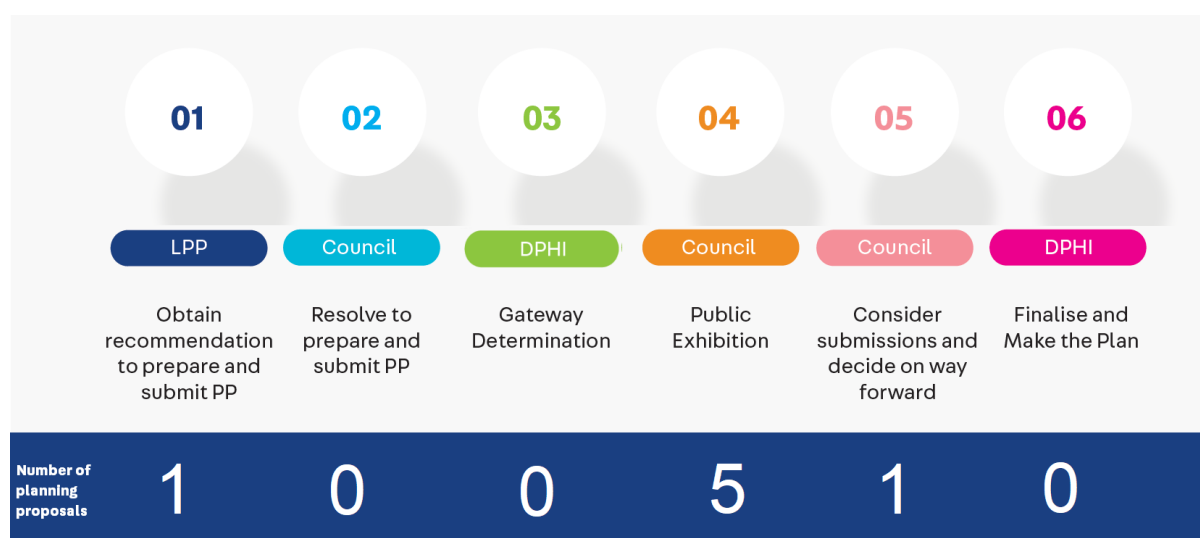 01 02 03 04 05 06
LPP Council DPHI Council Council DPHI
Obtain
recommendation
to prepare and
submit PP
Resolve to
prepare and
submit PP
Gateway
Determination
Public
Exhibition
Consider
submissions and
decide on way
forward
Finalise and
Make the Plan
Number of
planning
proposals
1 0 0 5 1 0